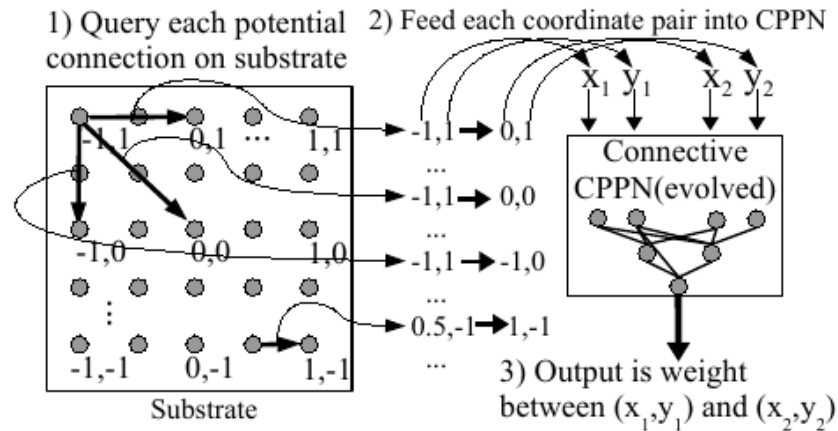 1) Query each potential
connection on substrate
2) Feed each coordinate pair into CPPN
x1 y1 x2 y2
-1,1 0,1 ... 1,1
-1,0 0,0 1,0
⋮
-1,-1 0,-1 1,-1
Substrate
-1,1 → 0,1
...
-1,1 → 0,0
...
-1,1 → -1,0
...
0.5,-1 → 1,-1
...
Connective
CPPN(evolved)
3) Output is weight
between (x1,y1) and (x2,y2)